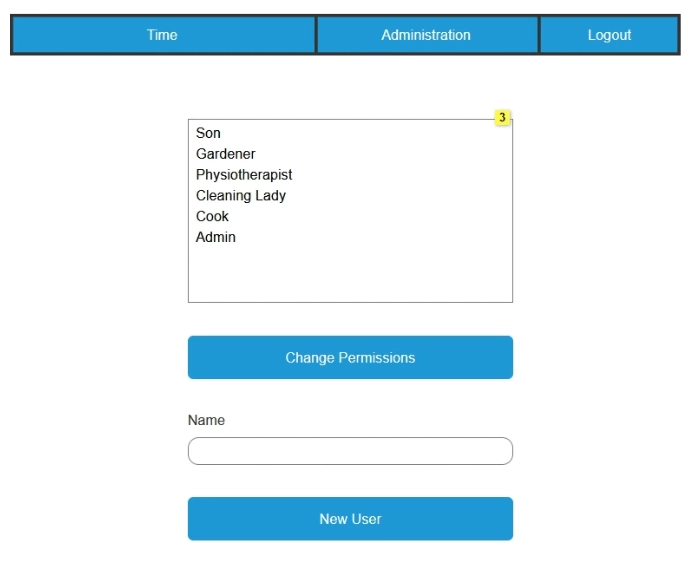 Time Administration Logout
3
Son
Gardener
Physiotherapist
Cleaning Lady
Cook
Admin
Change Permissions
Name
New User